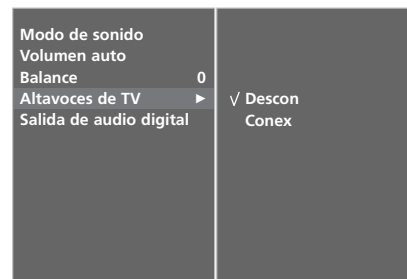 Modo de sonido
Volumen auto
Balance 0
Altavoces de TV ►
Salida de audio digital
√ Descon
Conex